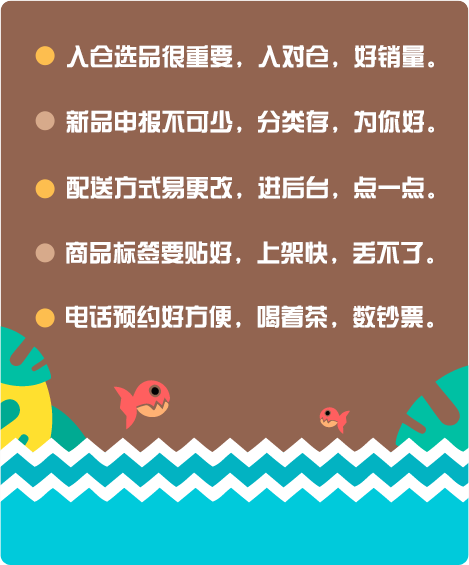 入仓选品很重要，入对仓，好销量。
新品申报不可少，分类存，为你好。
配送方式易更改，进后台，点一点。
商品标签要贴好，上架快，丢不了。
电话预约好方便，喝着茶，数钞票。